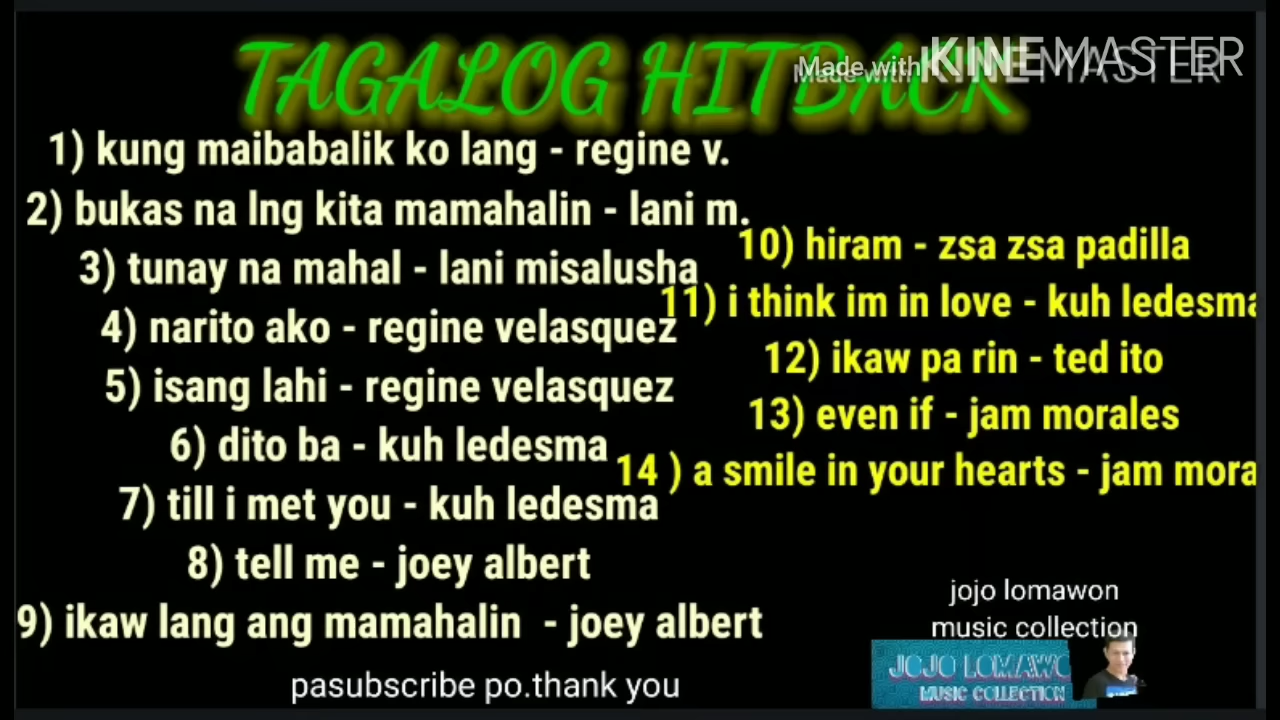 TAGALOG HITBACK
Made with KINEMASTER
Made with KINEMASTER
1) kung maibabalik ko lang - regine v.
2) bukas na lng kita mamahalin - lani m.
3) tunay na mahal - lani misalusha
4) narito ako - regine velasquez
5) isang lahi - regine velasquez
6) dito ba - kuh ledesma
7) till i met you - kuh ledesma
8) tell me - joey albert
9) ikaw lang ang mamahalin - joey albert
10) hiram - zsa zsa padilla
11) i think im in love - kuh ledesma
12) ikaw pa rin - ted ito
13) even if - jam morales
14 ) a smile in your hearts - jam mora
jojo lomawon
music collection
JOJO LOMAWO
MUSIC COLLECTION
pasubscribe po.thank you